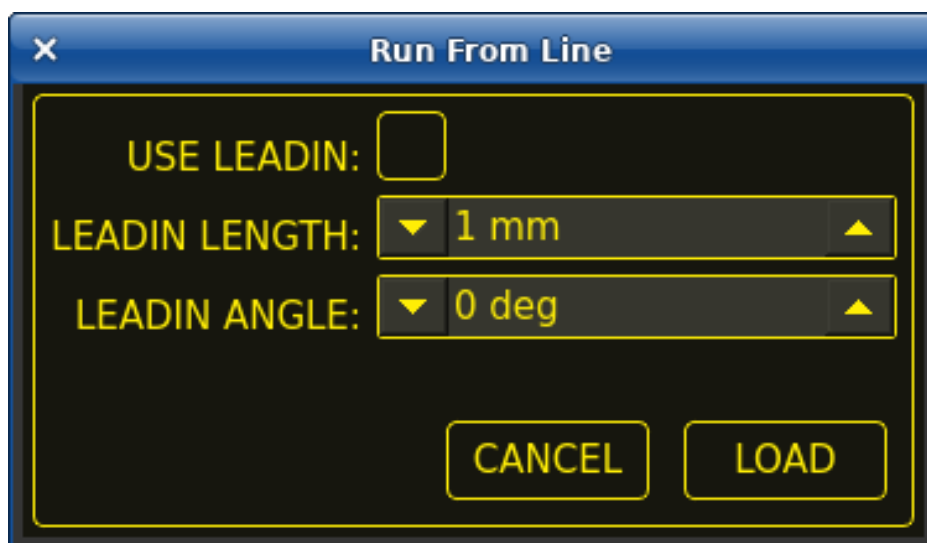 Run From Line
USE LEADIN:
LEADIN LENGTH: 1 mm
LEADIN ANGLE: 0 deg
CANCEL LOAD